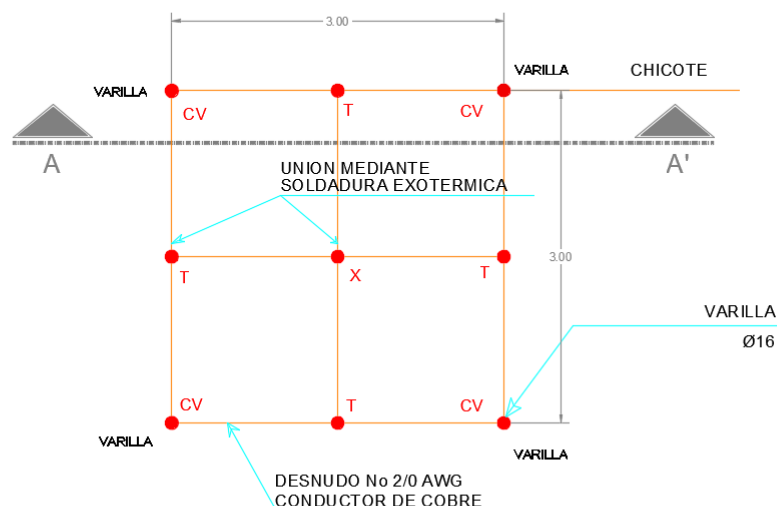 3.00
VARILLA
VARILLA
CHICOTE
CV
T
CV
A
A'
UNION MEDIANTE
SOLDADURA EXOTERMICA
T
X
T
3.00
VARILLA
Ø16
CV
T
CV
VARILLA
VARILLA
DESNUDO No 2/0 AWG
CONDUCTOR DE COBRE